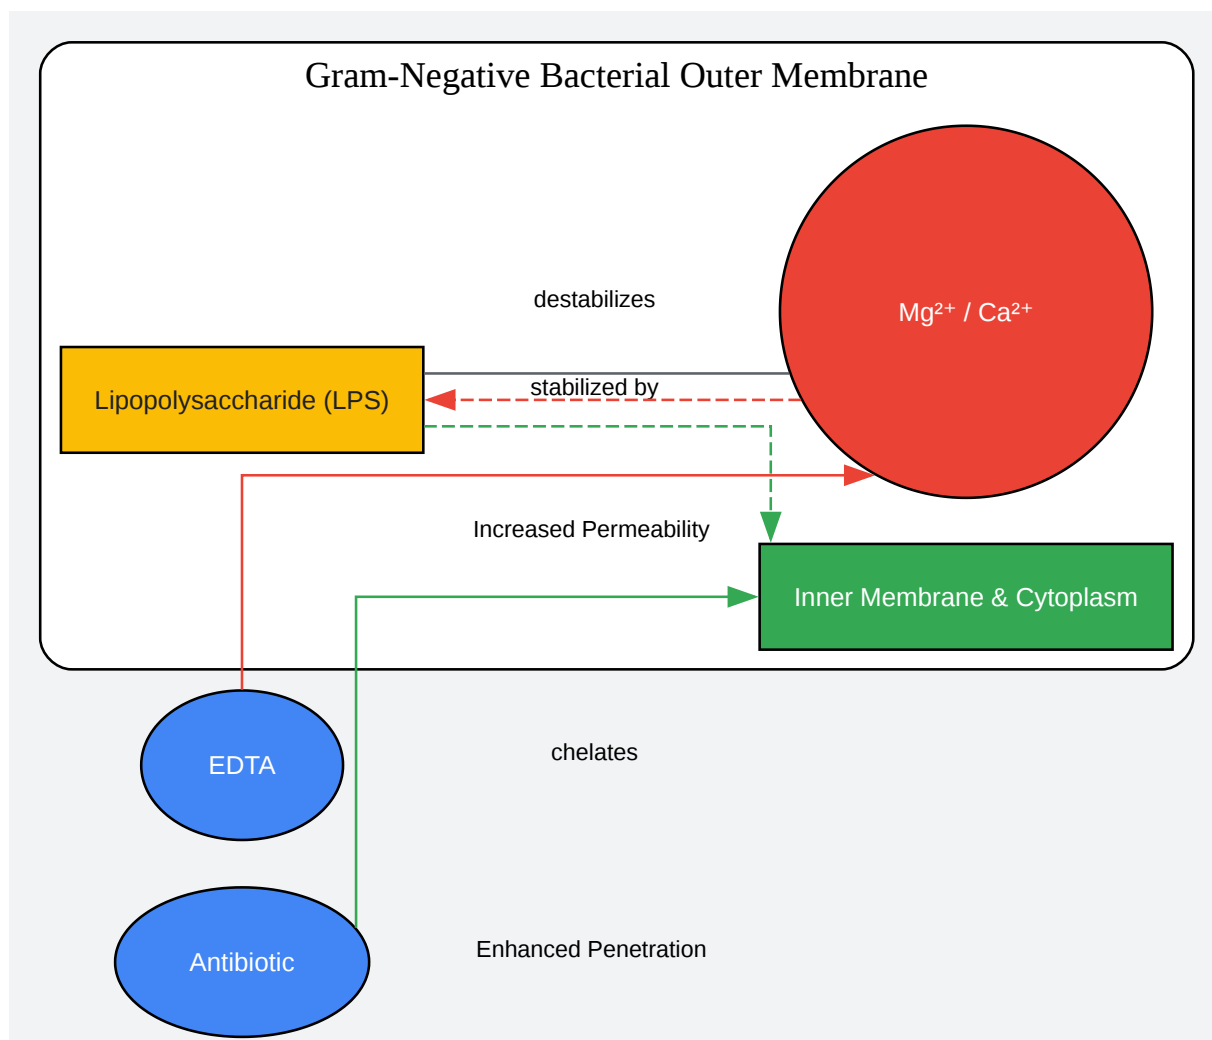 Gram-Negative Bacterial Outer Membrane
destabilizes
Mg²⁺ / Ca²⁺
stabilized by
Lipopolysaccharide (LPS)
Increased Permeability
Inner Membrane & Cytoplasm
EDTA
chelates
Antibiotic
Enhanced Penetration